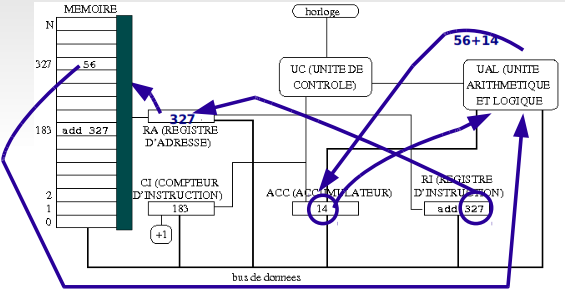 MEMOIRE
horloge
N
56+14
327
56
UC (UNITE DE
CONTROLE)
UAL (UNITE
ARITHMETIQUE
ET LOGIQUE
327
183
add 327
RA (REGISTRE
D'ADRESSE)
CI (COMPTEUR
D'INSTRUCTION)
ACC (ACCUMULATEUR)
RI (REGISTRE
D'INSTRUCTION)
2
1
0
183
14
add 327
+1
bus de donnees